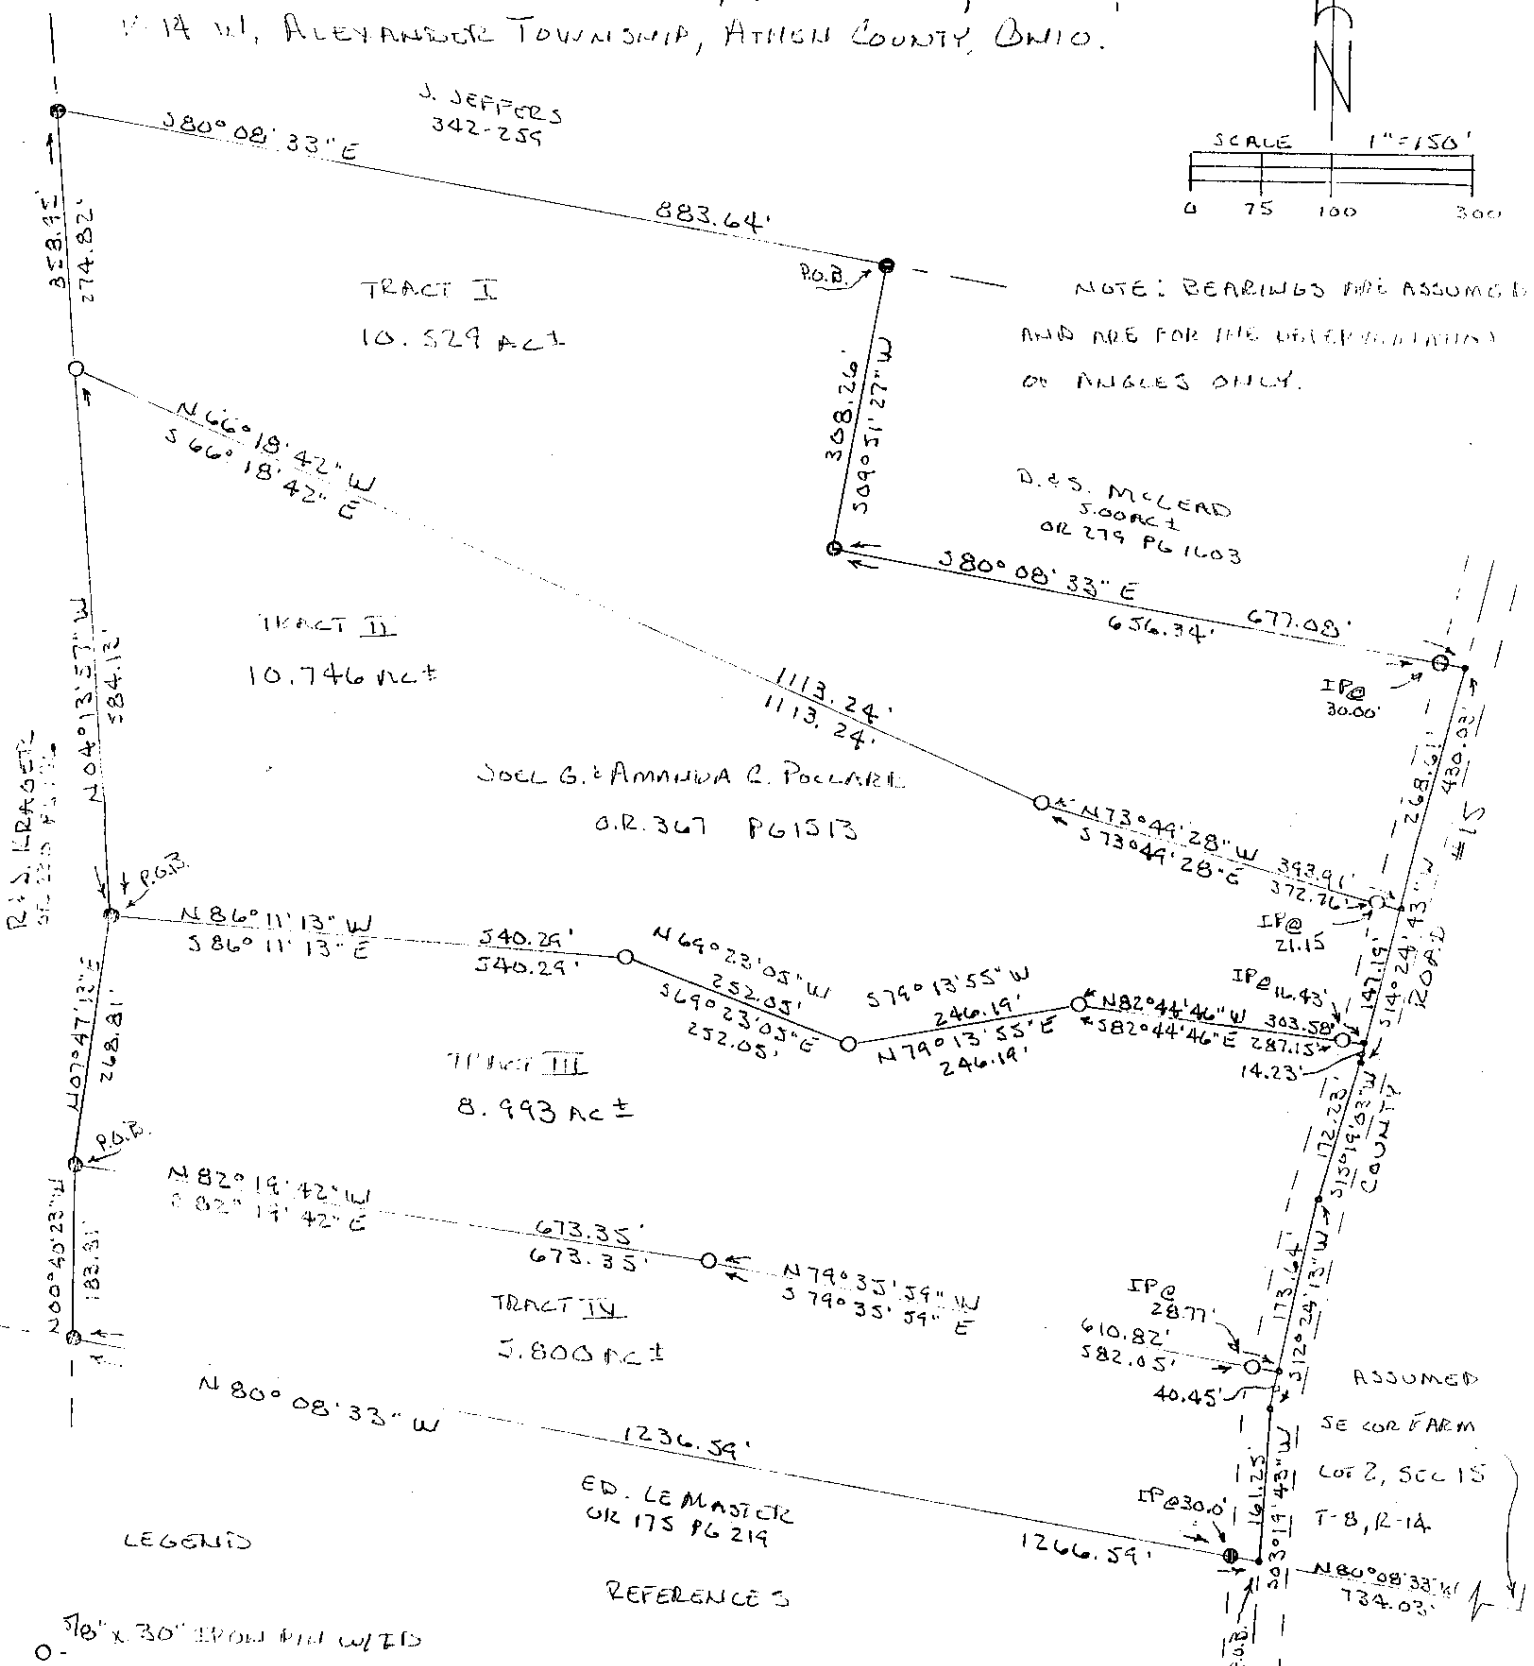 R-14 W, ALEXANDER TOWNSHIP, ATHEN COUNTY, OHIO.
N
SCALE 1"=150'
0 75 100 300
J. JEFFERS
342-259
S80°08'33"E
883.64'
P.O.B.
274.82'
TRACT I
10.529 AC±
NOTE: BEARINGS ARE ASSUMED
AND ARE FOR THE DETERMINATION
OF ANGLES ONLY.
308.26'
S09°51'27"W
N66°18'42"W
S66°18'42"E
D.&S. McLEAD
5.00AC±
OR 279 PG 1603
S80°08'33"E
677.08'
656.34'
IP@
30.00'
TRACT II
10.746 AC±
N04°13'57"W
584.12'
1113.24'
1113.24'
268.61'
430.03'
#15
R.&S. KRAGER
JOEL G. & AMANDA C. POLLARD
O.R. 367 PG 1513
N73°49'28"W
S73°49'28"E
393.91'
372.76'
IP@
21.15
P.O.B.
N86°11'13"W
S86°11'13"E
540.29'
540.29'
N69°23'05"W
252.05'
S69°23'05"E
252.05'
S79°13'55"W
246.19'
N79°13'55"E
246.19'
IP@16.43'
N82°44'46"W 303.58'
S82°44'46"E 287.15'
14.23'
147.19'
S14°24'43"W
ROAD
N07°47'12"E
268.81'
TRACT III
8.993 AC±
172.23'
S15°19'03"W
COUNTY
P.O.B.
N82°19'42"W
S82°19'42"E
673.35'
673.35'
N79°35'59"W
S79°35'59"E
N00°40'23"W
183.31'
TRACT IV
5.800 AC±
IP@
28.77'
610.82'
582.05'
40.45'
173.64'
S12°29'13"W
ASSUMED
SE COR FARM
LOT 2, SEC 15
T-8, R-14
N80°08'33"W
1236.59'
ED. LEMASTER
OR 175 PG 219
IP@30.0'
1266.59'
161.25'
S03°19'43"W
N80°08'33"W
734.03'
P.O.B.
LEGEND
REFERENCES
5/8" x 30" IRON PIN W/ID
O -